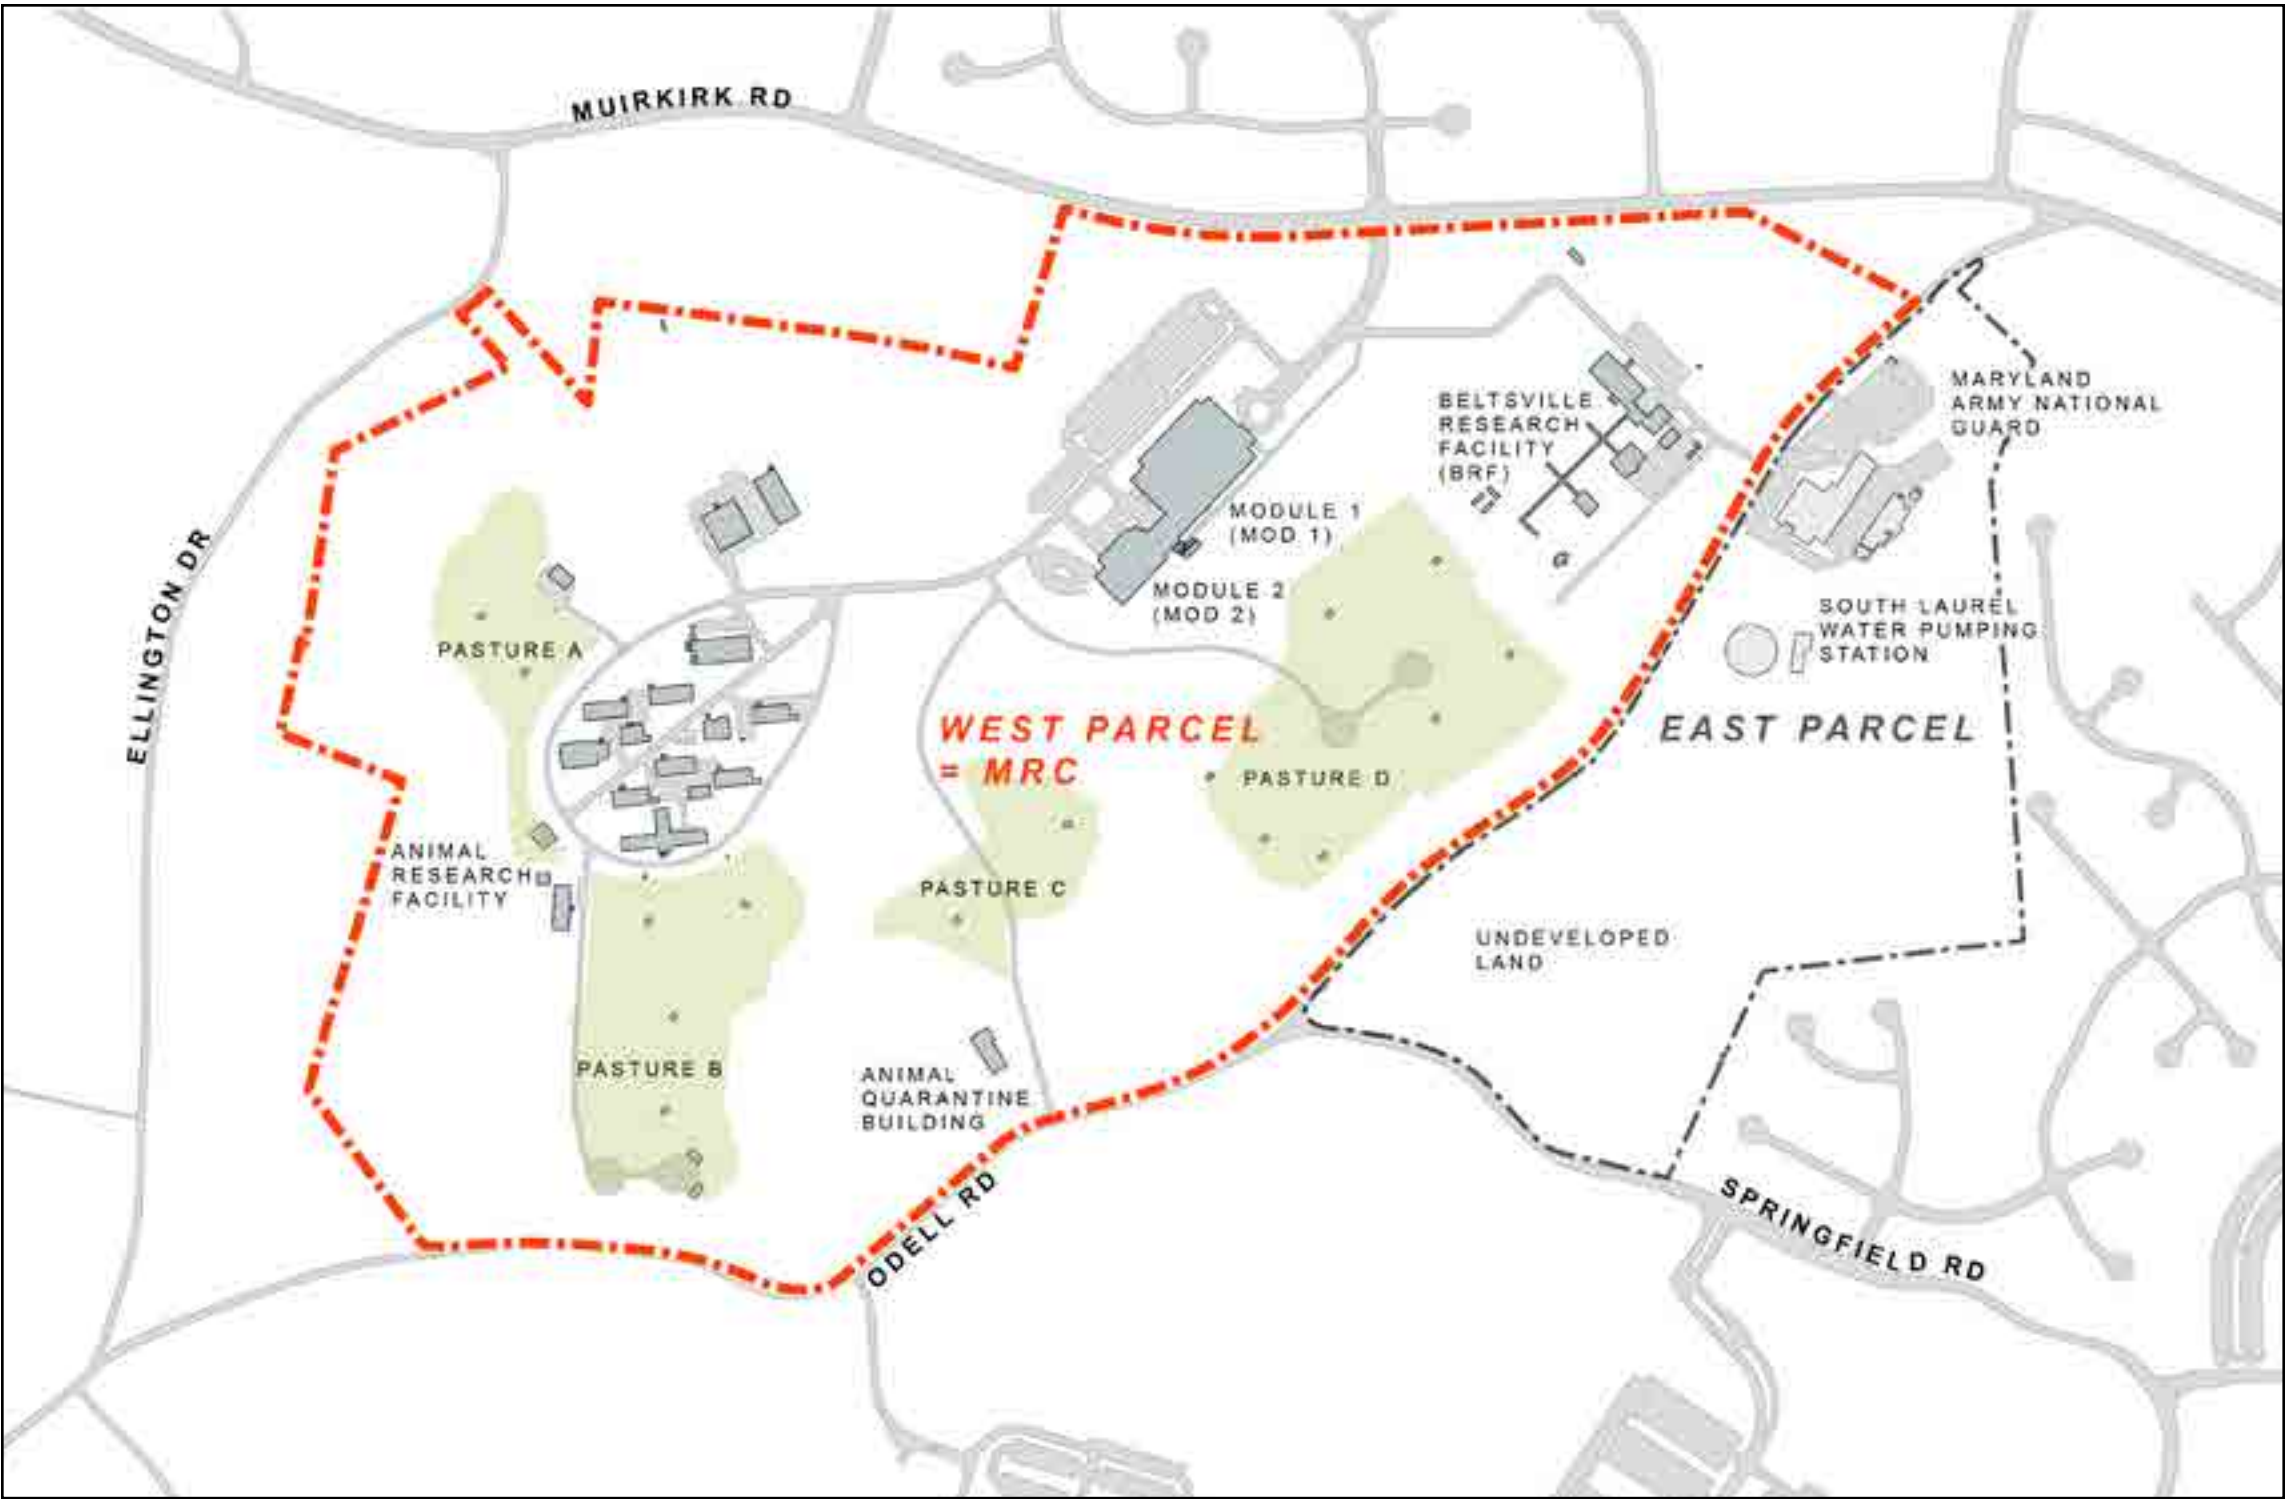 MUIRKIRK RD
MARYLAND
ARMY NATIONAL
GUARD
BELTSVILLE
RESEARCH
FACILITY
(BRF)
MODULE 1
(MOD 1)
MODULE 2
(MOD 2)
SOUTH LAUREL
WATER PUMPING
STATION
PASTURE A
ELLINGTON DR
WEST PARCEL
= MRC
EAST PARCEL
PASTURE D
ANIMAL
RESEARCH
FACILITY
PASTURE C
UNDEVELOPED
LAND
PASTURE B
ANIMAL
QUARANTINE
BUILDING
ODELL RD
SPRINGFIELD RD